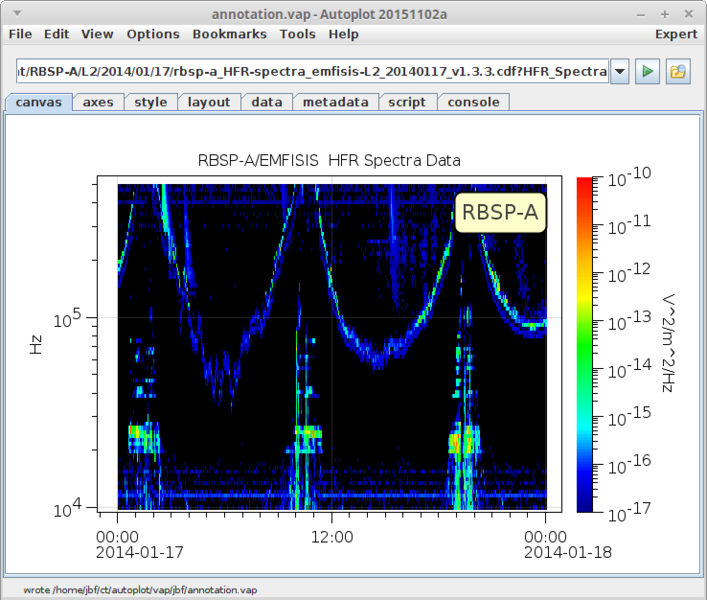 annotation.vap - Autoplot 20151102a
File Edit View Options Bookmarks Tools Help Expert
t/RBSP-A/L2/2014/01/17/rbsp-a_HFR-spectra_emfisis-L2_20140117_v1.3.3.cdf?HFR_Spectra
canvas axes style layout data metadata script console
RBSP-A/EMFISIS HFR Spectra Data
RBSP-A
Hz
10^5
10^4
00:00 12:00 00:00
2014-01-17 2014-01-18
10^-10
10^-11
10^-12
10^-13
10^-14
10^-15
10^-16
10^-17
V^2/m^2/Hz
wrote /home/jbf/ct/autoplot/vap/jbf/annotation.vap